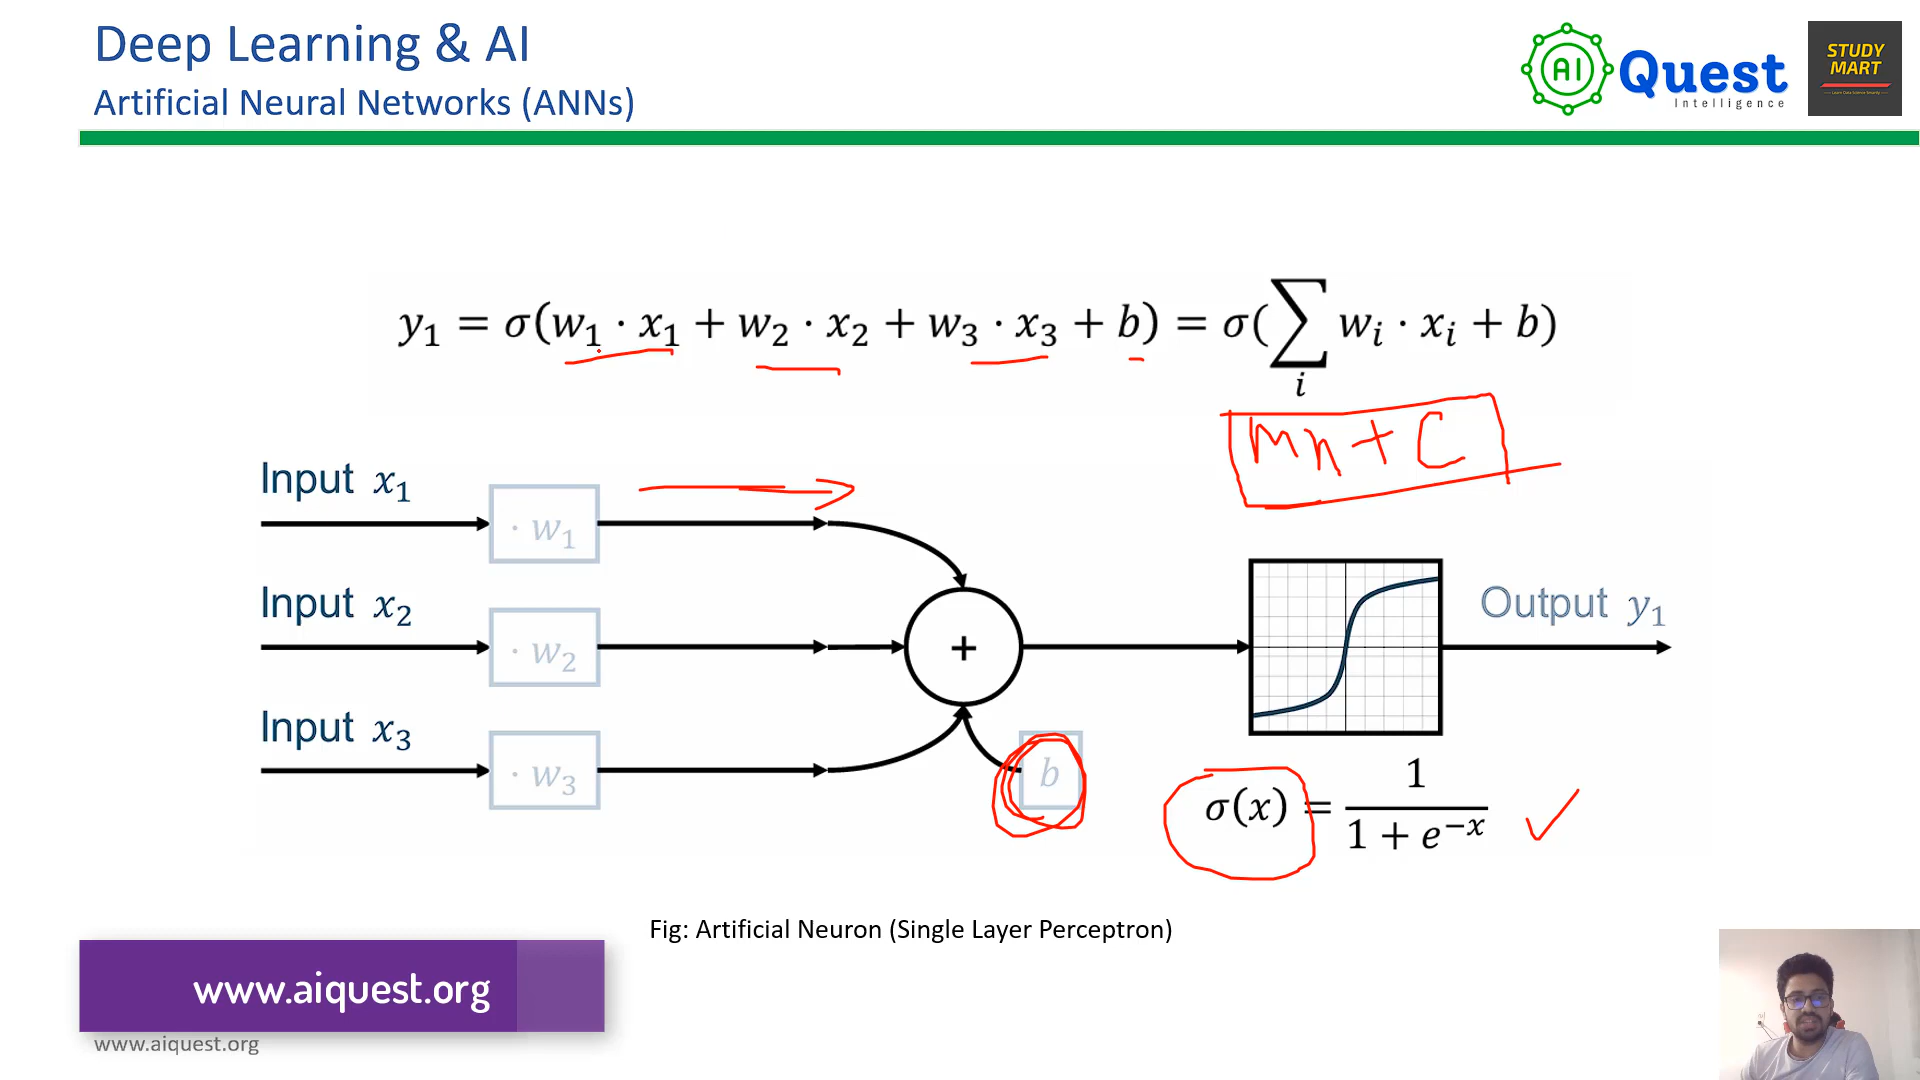 Deep Learning & AI
Artificial Neural Networks (ANNs)
AI Quest
Intelligence
STUDY
MART
y₁ = σ(w₁ · x₁ + w₂ · x₂ + w₃ · x₃ + b) = σ(∑ᵢ wᵢ · xᵢ + b)
mx + C
Input x₁
· w₁
Input x₂
· w₂
+
Output y₁
Input x₃
· w₃
b
σ(x) = 1 / (1 + e⁻ˣ)
Fig: Artificial Neuron (Single Layer Perceptron)
www.aiquest.org
www.aiquest.org